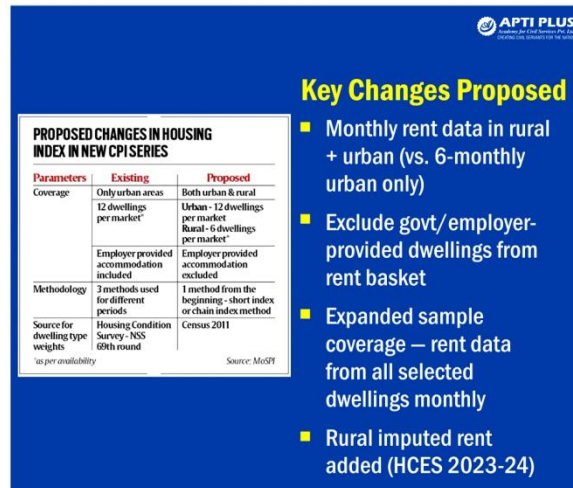 APTI PLUS
Academy for Civil Services Pvt. Ltd.
CREATING CIVIL SERVANTS FOR THE NATION
PROPOSED CHANGES IN HOUSING
INDEX IN NEW CPI SERIES
Parameters Existing Proposed
Coverage Only urban areas Both urban & rural
12 dwellings Urban - 12 dwellings
per market* per market
Rural - 6 dwellings
per market*
Employer provided Employer provided
accommodation accommodation
included excluded
Methodology 3 methods used 1 method from the
for different beginning - short index
periods or chain index method
Source for Housing Condition Census 2011
dwelling type Survey - NSS
weights 69th round
*as per availability Source: MoSPI
Key Changes Proposed
Monthly rent data in rural
+ urban (vs. 6-monthly
urban only)
Exclude govt/employer-
provided dwellings from
rent basket
Expanded sample
coverage — rent data
from all selected
dwellings monthly
Rural imputed rent
added (HCES 2023-24)